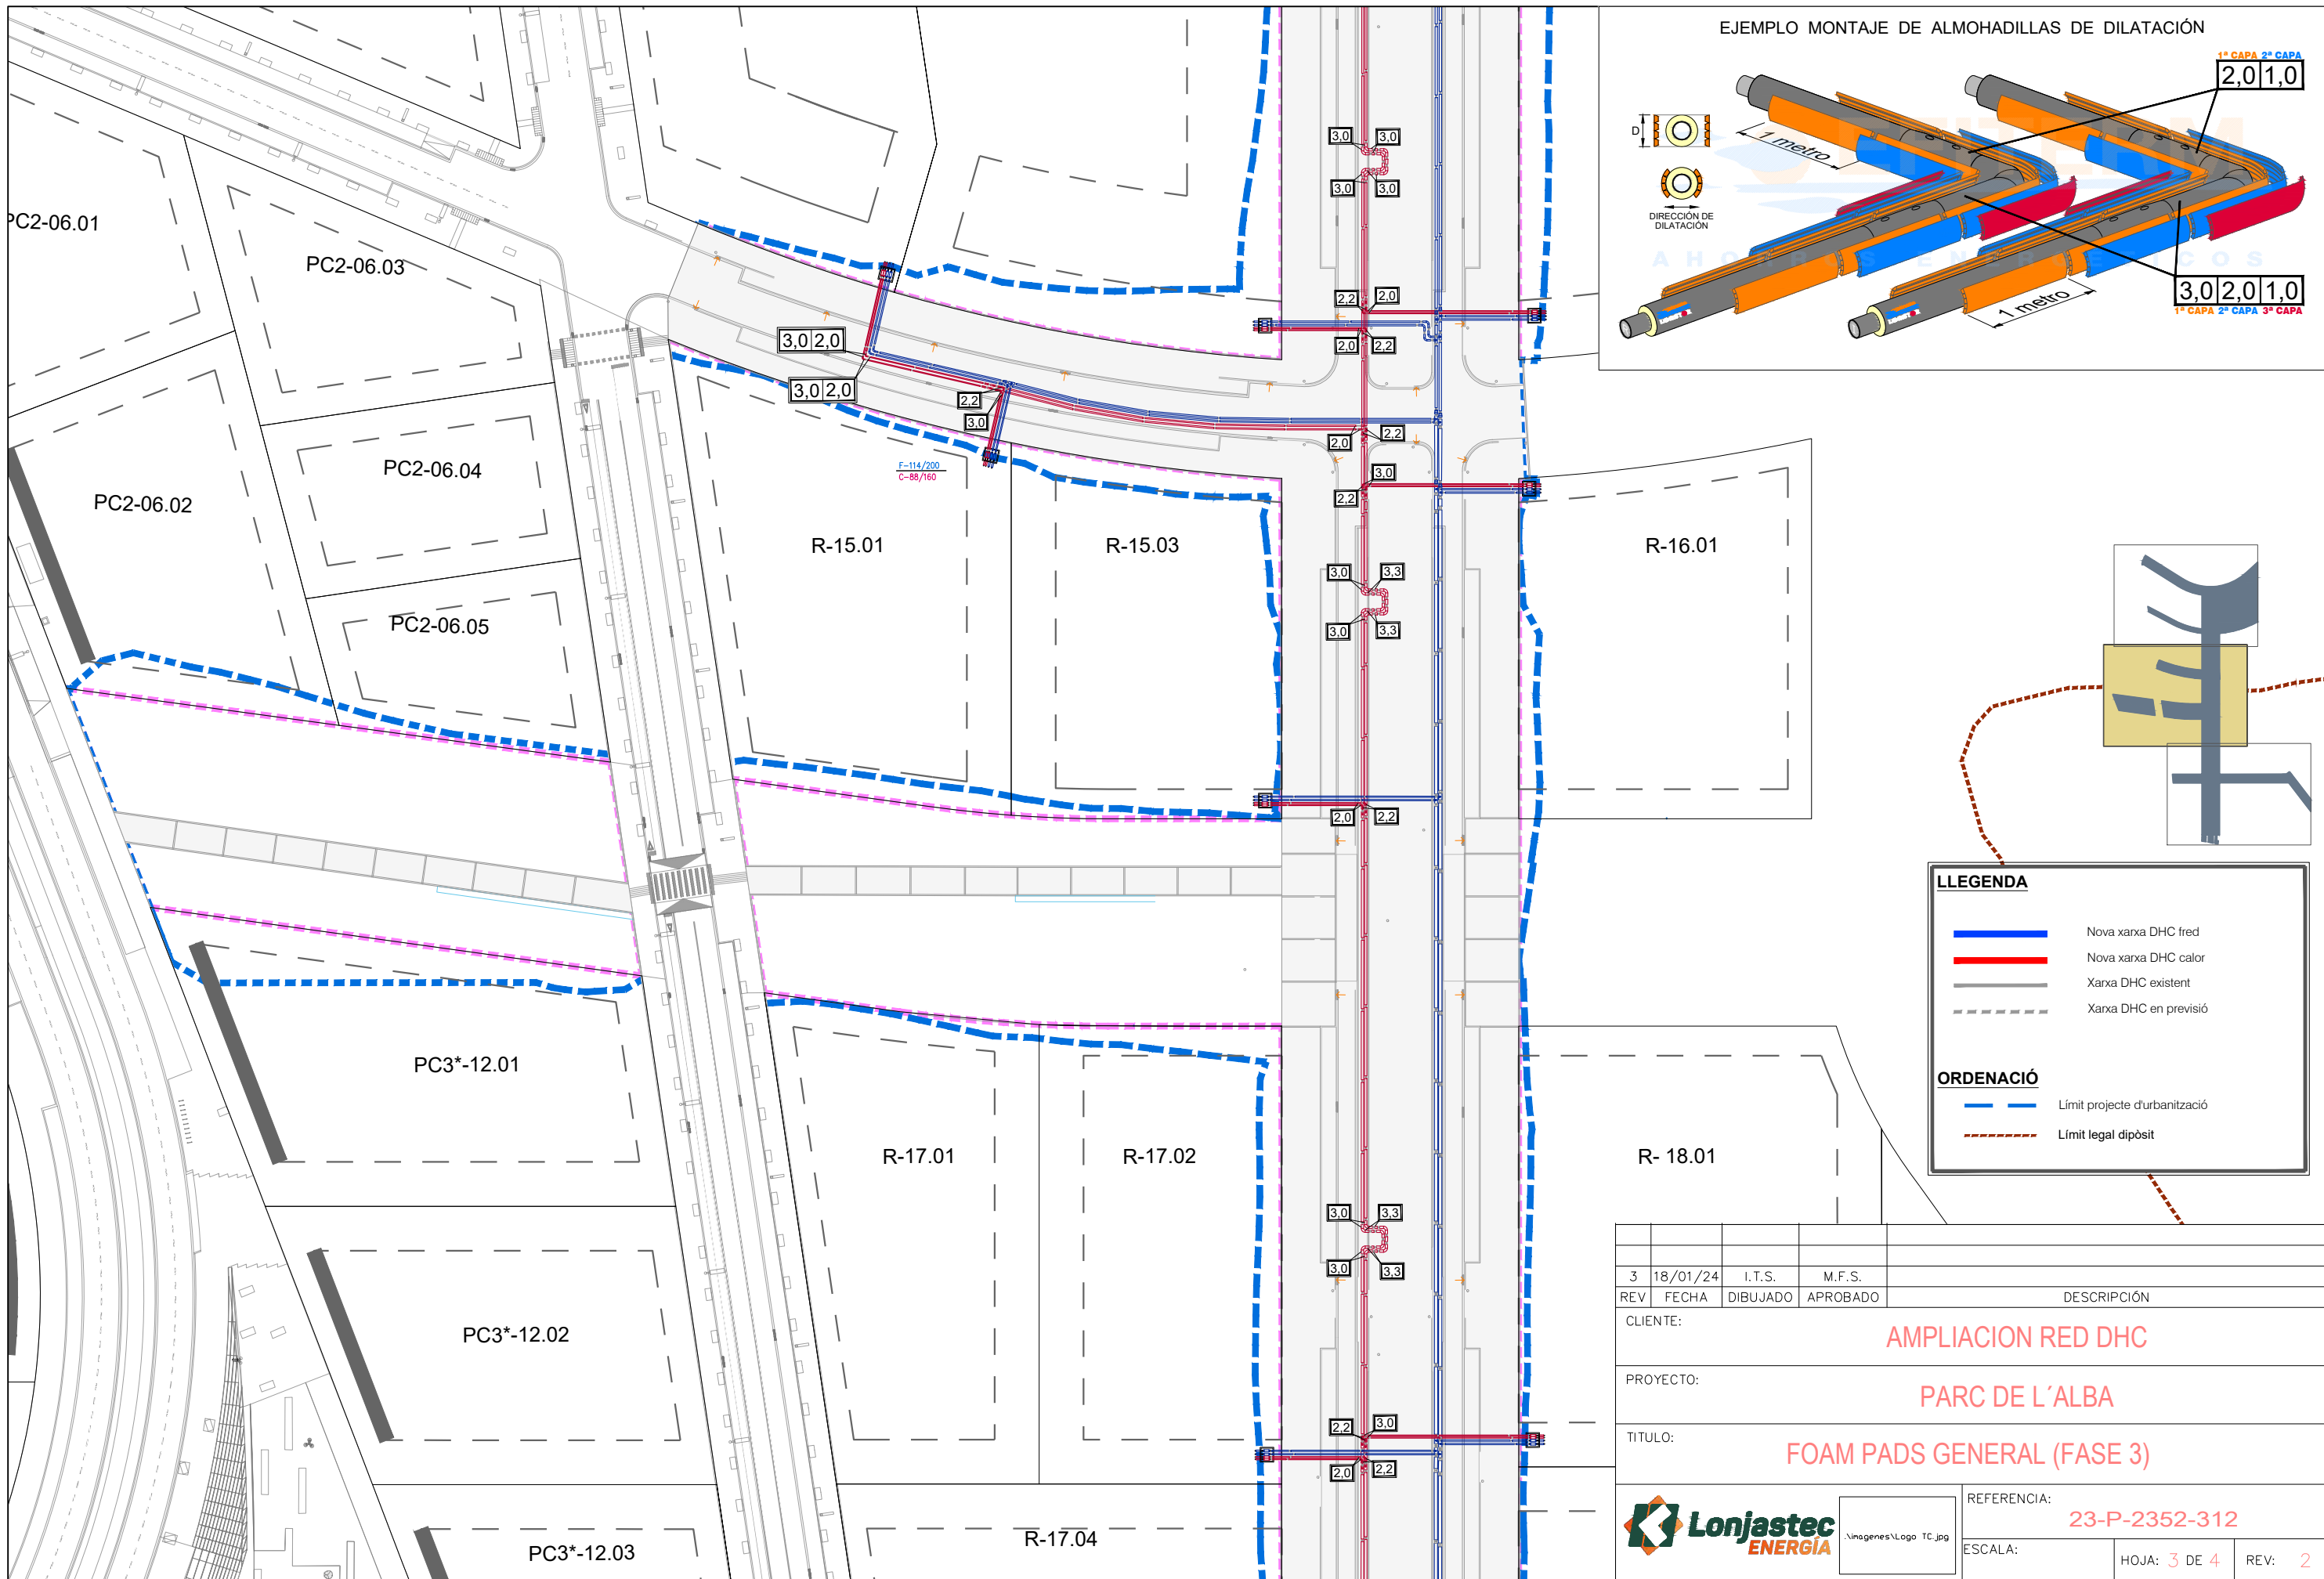 EJEMPLO MONTAJE DE ALMOHADILLAS DE DILATACIÓN
1ª CAPA 2ª CAPA
2,0 1,0
D
1 metro
DIRECCIÓN DE
DILATACIÓN
3,0 2,0 1,0
1ª CAPA 2ª CAPA 3ª CAPA
1 metro
3,0 3,0
3,0 3,0
PC2-06.01
PC2-06.03
2,2 2,0
2,0 2,2
3,0 2,0
3,0 2,0
2,2
3,0
2,0 2,2
F-114/200
C-88/160
3,0
2,2
PC2-06.04
PC2-06.02
R-15.01
R-15.03
R-16.01
3,0 3,3
3,0 3,3
PC2-06.05
2,0 2,2
LLEGENDA
Nova xarxa DHC fred
Nova xarxa DHC calor
Xarxa DHC existent
Xarxa DHC en previsió
ORDENACIÓ
Límit projecte d'urbanització
Límit legal dipòsit
PC3*-12.01
R-17.01
R-17.02
R- 18.01
3,0 3,3
3,0 3,3
PC3*-12.02
2,2 3,0
2,0 2,2
R-17.04
PC3*-12.03
3 18/01/24 I.T.S. M.F.S.
REV FECHA DIBUJADO APROBADO DESCRIPCIÓN
CLIENTE:
AMPLIACION RED DHC
PROYECTO:
PARC DE L´ALBA
TITULO:
FOAM PADS GENERAL (FASE 3)
Lonjastec
ENERGÍA
.\imagenes\Logo TC.jpg
REFERENCIA:
23-P-2352-312
ESCALA:
HOJA: 3 DE 4
REV: 2